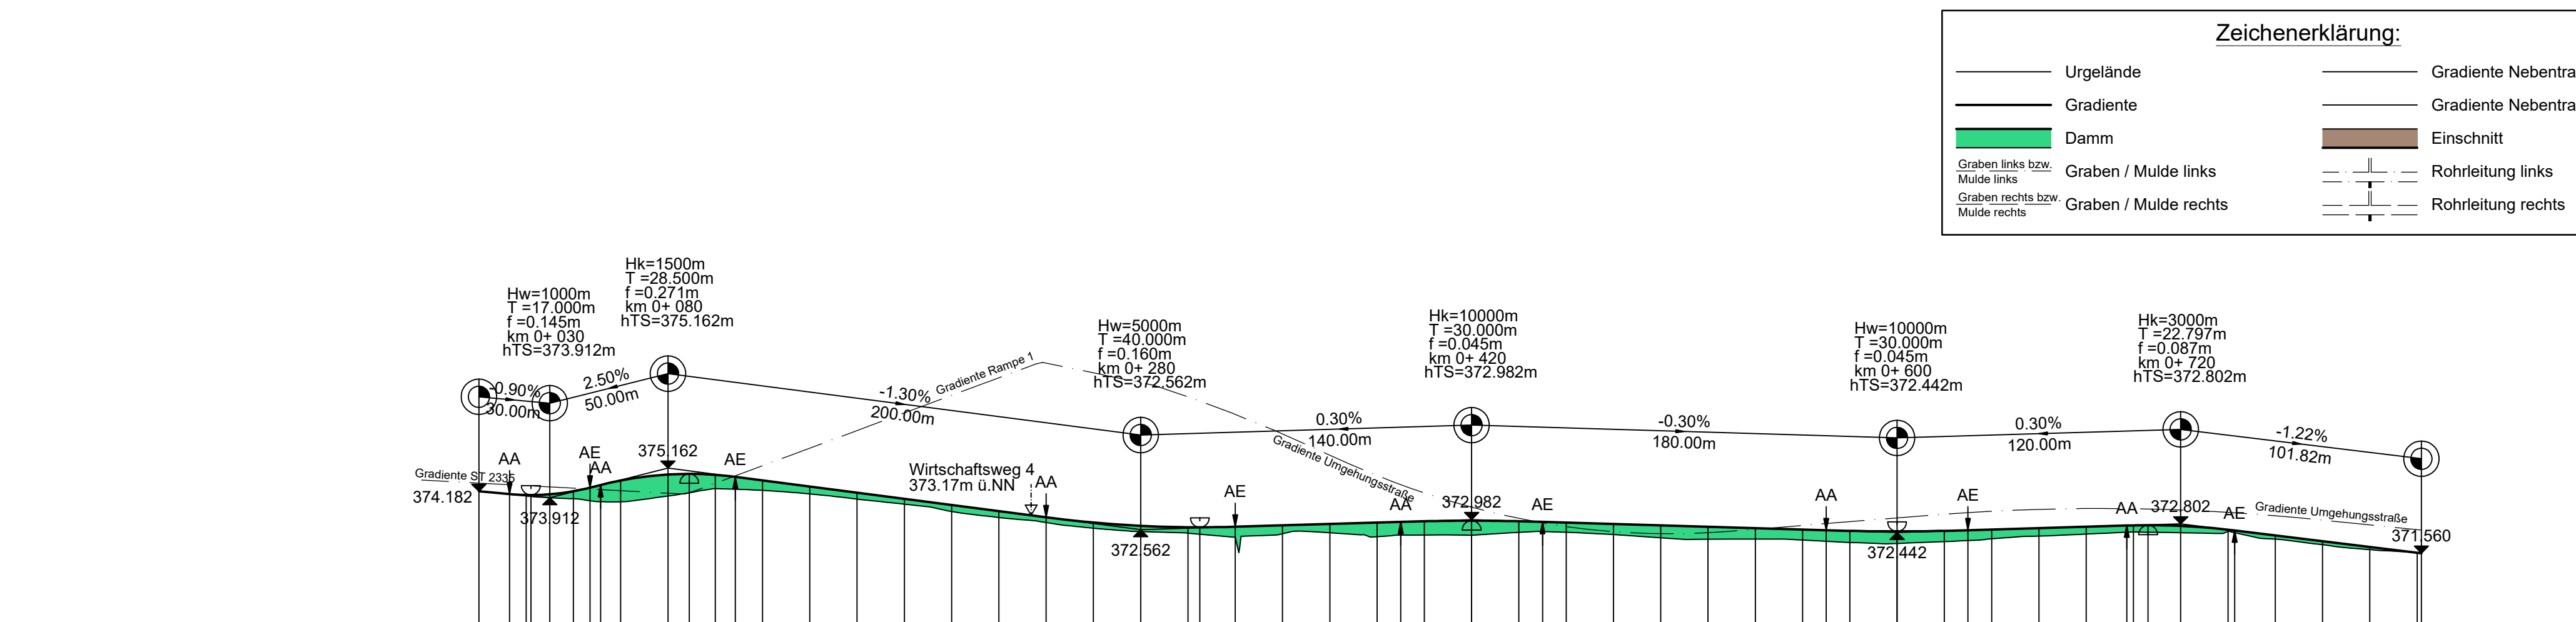 Zeichenerklärung:
Urgelände
Gradiente Nebentra
Gradiente
Gradiente Nebentra
Damm
Einschnitt
Graben links bzw.
Mulde links
Graben / Mulde links
Rohrleitung links
Graben rechts bzw.
Mulde rechts
Graben / Mulde rechts
Rohrleitung rechts
Hw=1000m
T =17.000m
f =0.145m
km 0+ 030
hTS=373.912m
Hk=1500m
T =28.500m
f =0.271m
km 0+ 080
hTS=375.162m
Hw=5000m
T =40.000m
f =0.160m
km 0+ 280
hTS=372.562m
Hk=10000m
T =30.000m
f =0.045m
km 0+ 420
hTS=372.982m
Hw=10000m
T =30.000m
f =0.045m
km 0+ 600
hTS=372.442m
Hk=3000m
T =22.797m
f =0.087m
km 0+ 720
hTS=372.802m
-0.90%
30.00m
2.50%
50.00m
-1.30%
200.00m
Gradiente Rampe 1
0.30%
140.00m
-0.30%
180.00m
0.30%
120.00m
-1.22%
101.82m
Gradiente ST 2335
374.182
AA
373.912
AE
AA
375.162
AE
Wirtschaftsweg 4
373.17m ü.NN
AA
372.562
AE
Gradiente Umgehungsstraße
AA
372.982
AE
AA
372.442
AE
AA
372.802
AE
Gradiente Umgehungsstraße
371.560